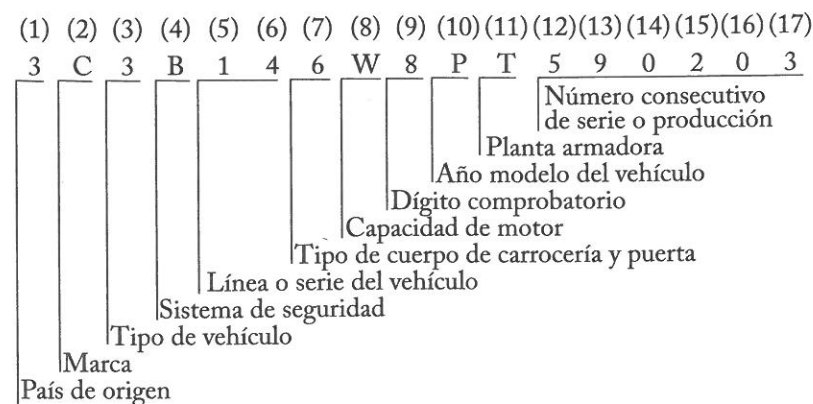 (1) (2) (3) (4) (5) (6) (7) (8) (9) (10)(11)(12)(13)(14)(15)(16)(17)
3 C 3 B 1 4 6 W 8 P T 5 9 0 2 0 3
Número consecutivo
de serie o producción
Planta armadora
Año modelo del vehículo
Dígito comprobatorio
Capacidad de motor
Tipo de cuerpo de carrocería y puerta
Línea o serie del vehículo
Sistema de seguridad
Tipo de vehículo
Marca
País de origen